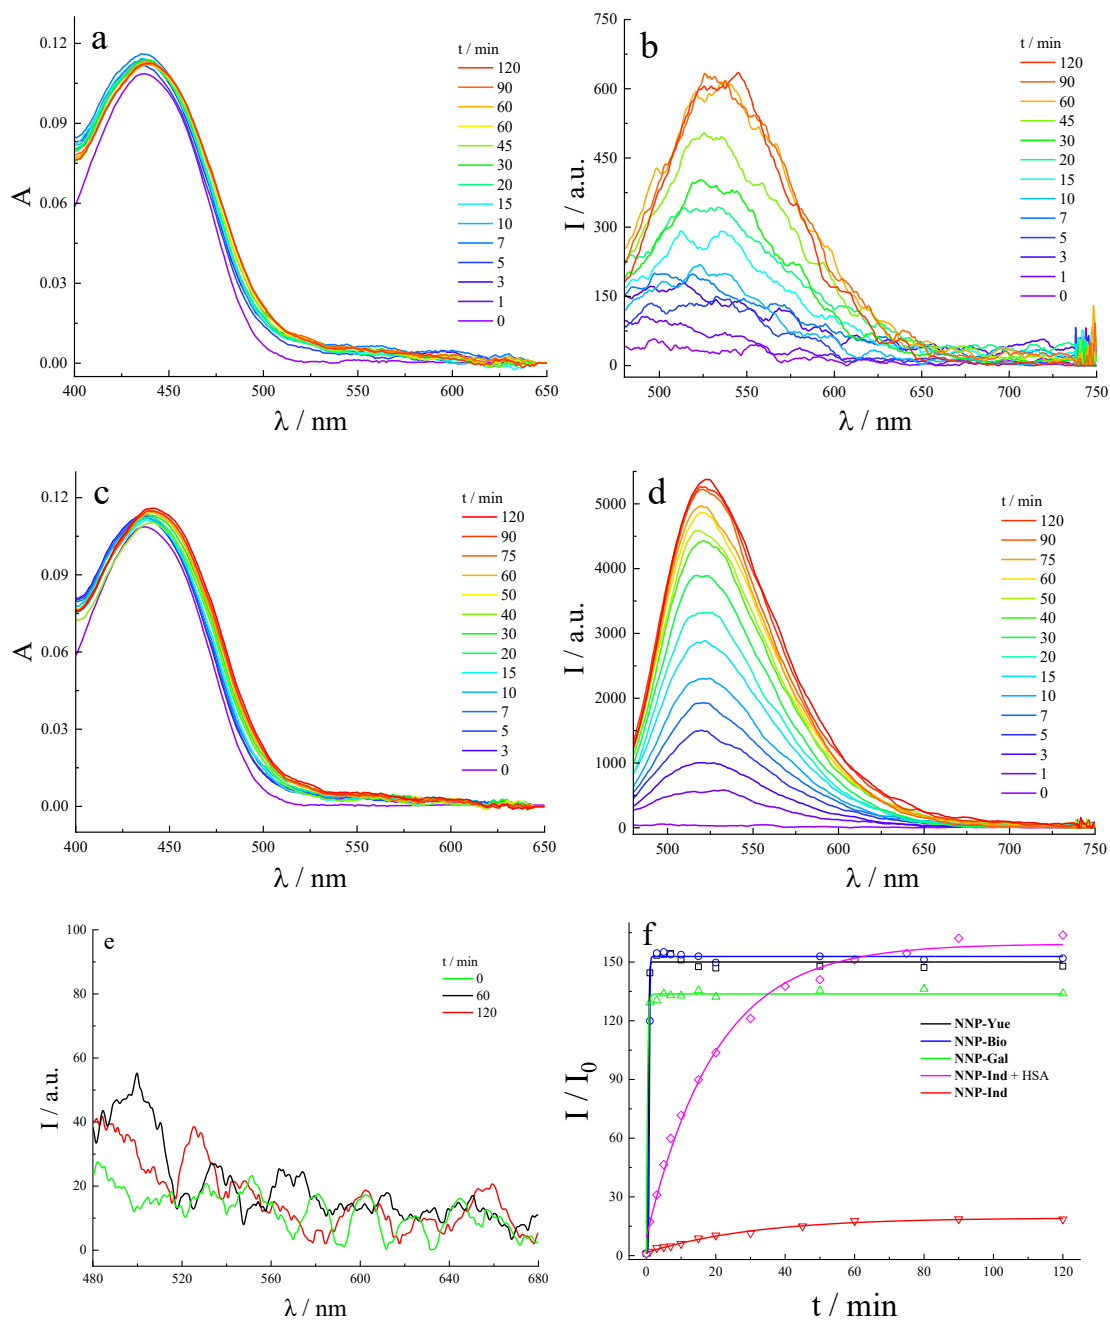 a
t / min
120
90
60
60
45
30
20
15
10
7
5
3
1
0
A
0.12
0.09
0.06
0.03
0.00
400 450 500 550 600 650
λ / nm
b
t / min
120
90
60
45
30
20
15
10
7
5
3
1
0
I / a.u.
750
600
450
300
150
0
500 550 600 650 700 750
λ / nm
c
t / min
120
90
75
60
50
40
30
20
15
10
7
5
3
0
A
0.12
0.09
0.06
0.03
0.00
400 450 500 550 600 650
λ / nm
d
t / min
120
90
75
60
50
40
30
20
15
10
7
5
3
1
0
I / a.u.
5000
4000
3000
2000
1000
0
500 550 600 650 700 750
λ / nm
e
t / min
0
60
120
I / a.u.
100
80
60
40
20
0
480 520 560 600 640 680
λ / nm
f
NNP-Yue
NNP-Bio
NNP-Gal
NNP-Ind + HSA
NNP-Ind
I / I0
150
120
90
60
30
0
0 20 40 60 80 100 120
t / min